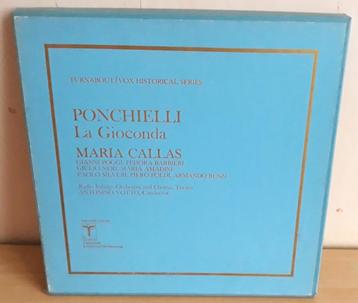 TURNABOUT/VOX HISTORICAL SERIES
PONCHIELLI
La Gioconda
MARIA CALLAS
GIANNI POGGI, FEDORA BARBIERI
GIULIO NERI, MARIA AMADINI
PAOLO SILVERI, PIERO POLDI, ARMANDO BENZI
Radio Italiana Orchestra and Chorus, Torino
ANTONINO VOTTO, Conductor